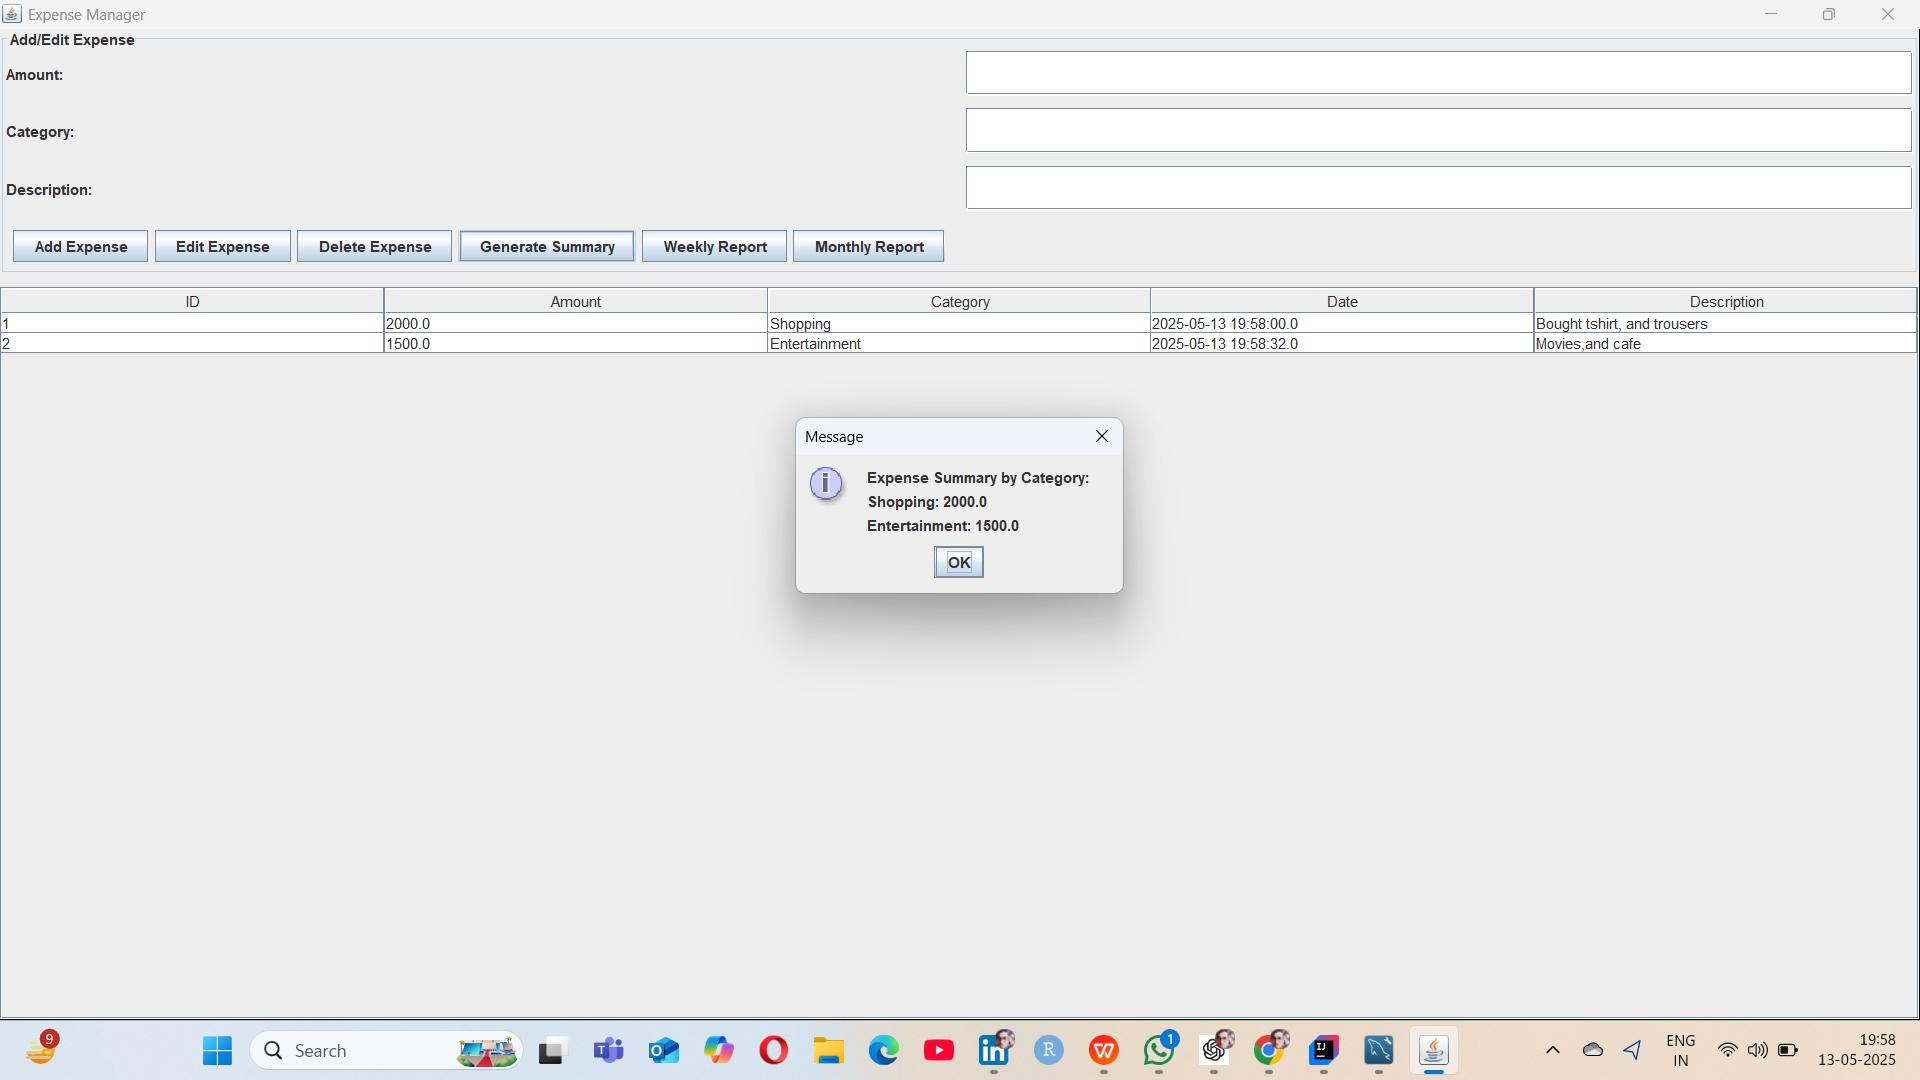 Expense Manager
Add/Edit Expense
Amount:
Category:
Description:
Add Expense Edit Expense Delete Expense Generate Summary Weekly Report Monthly Report
ID Amount Category Date Description
1 2000.0 Shopping 2025-05-13 19:58:00.0 Bought tshirt, and trousers
2 1500.0 Entertainment 2025-05-13 19:58:32.0 Movies,and cafe
Message
Expense Summary by Category:
Shopping: 2000.0
Entertainment: 1500.0
OK
9 Search 1 ENG 19:58
IN 13-05-2025